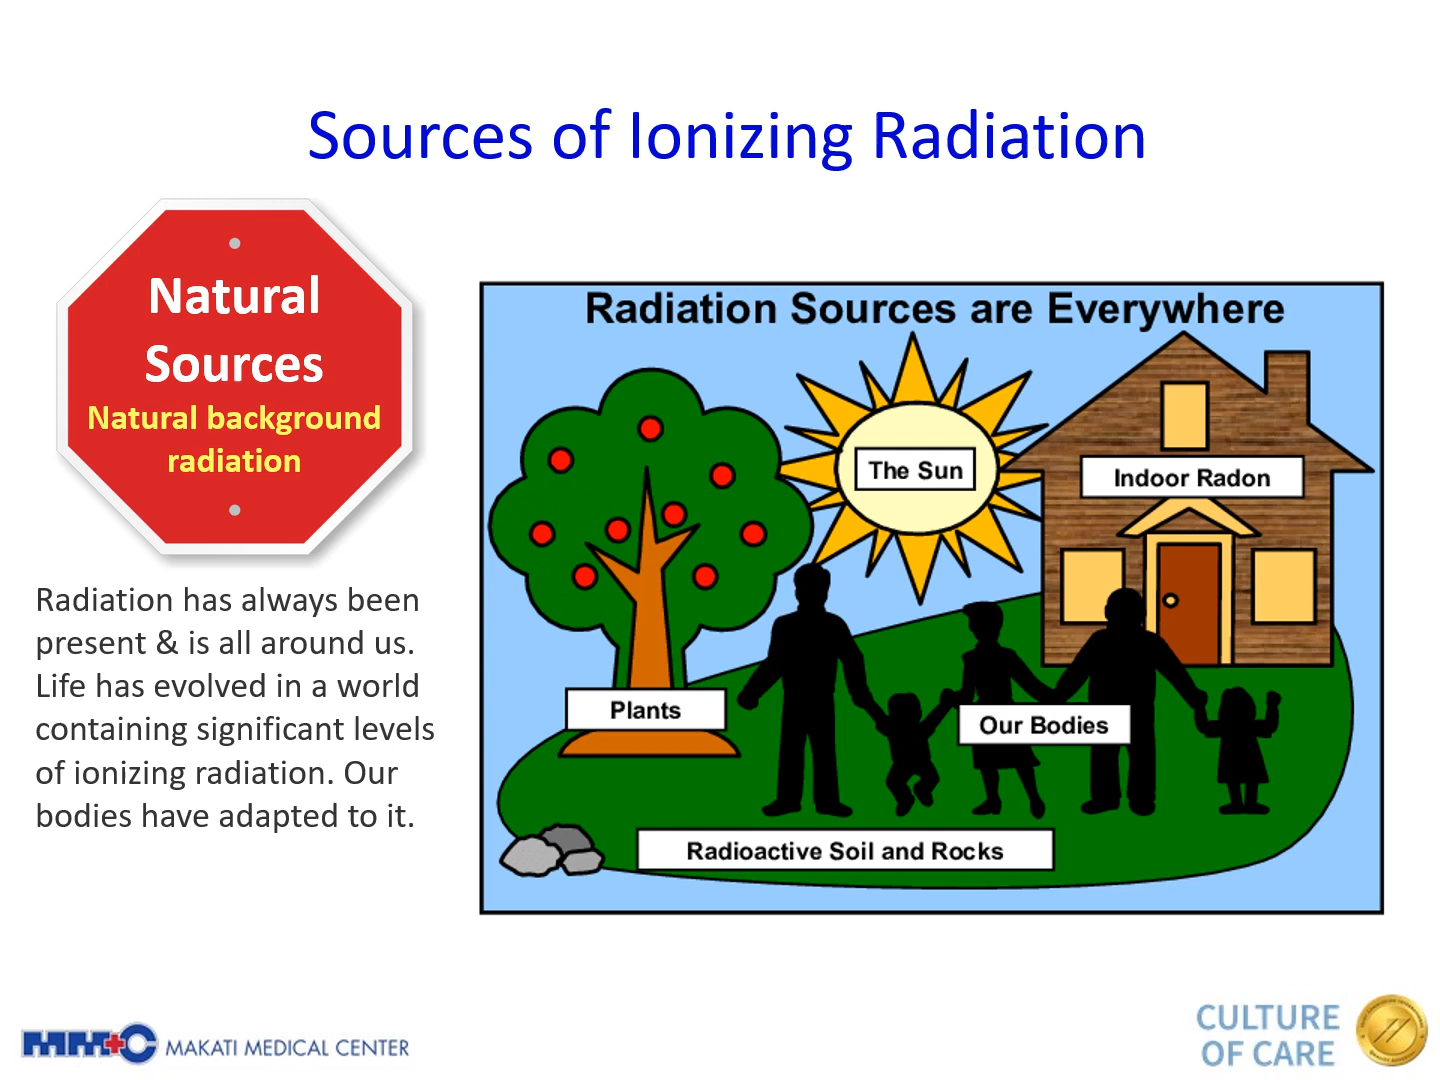 Sources of Ionizing Radiation
Natural
Sources
Natural background
radiation
Radiation has always been
present & is all around us.
Life has evolved in a world
containing significant levels
of ionizing radiation. Our
bodies have adapted to it.
Radiation Sources are Everywhere
The Sun
Indoor Radon
Plants
Our Bodies
Radioactive Soil and Rocks
MMC MAKATI MEDICAL CENTER
CULTURE
OF CARE